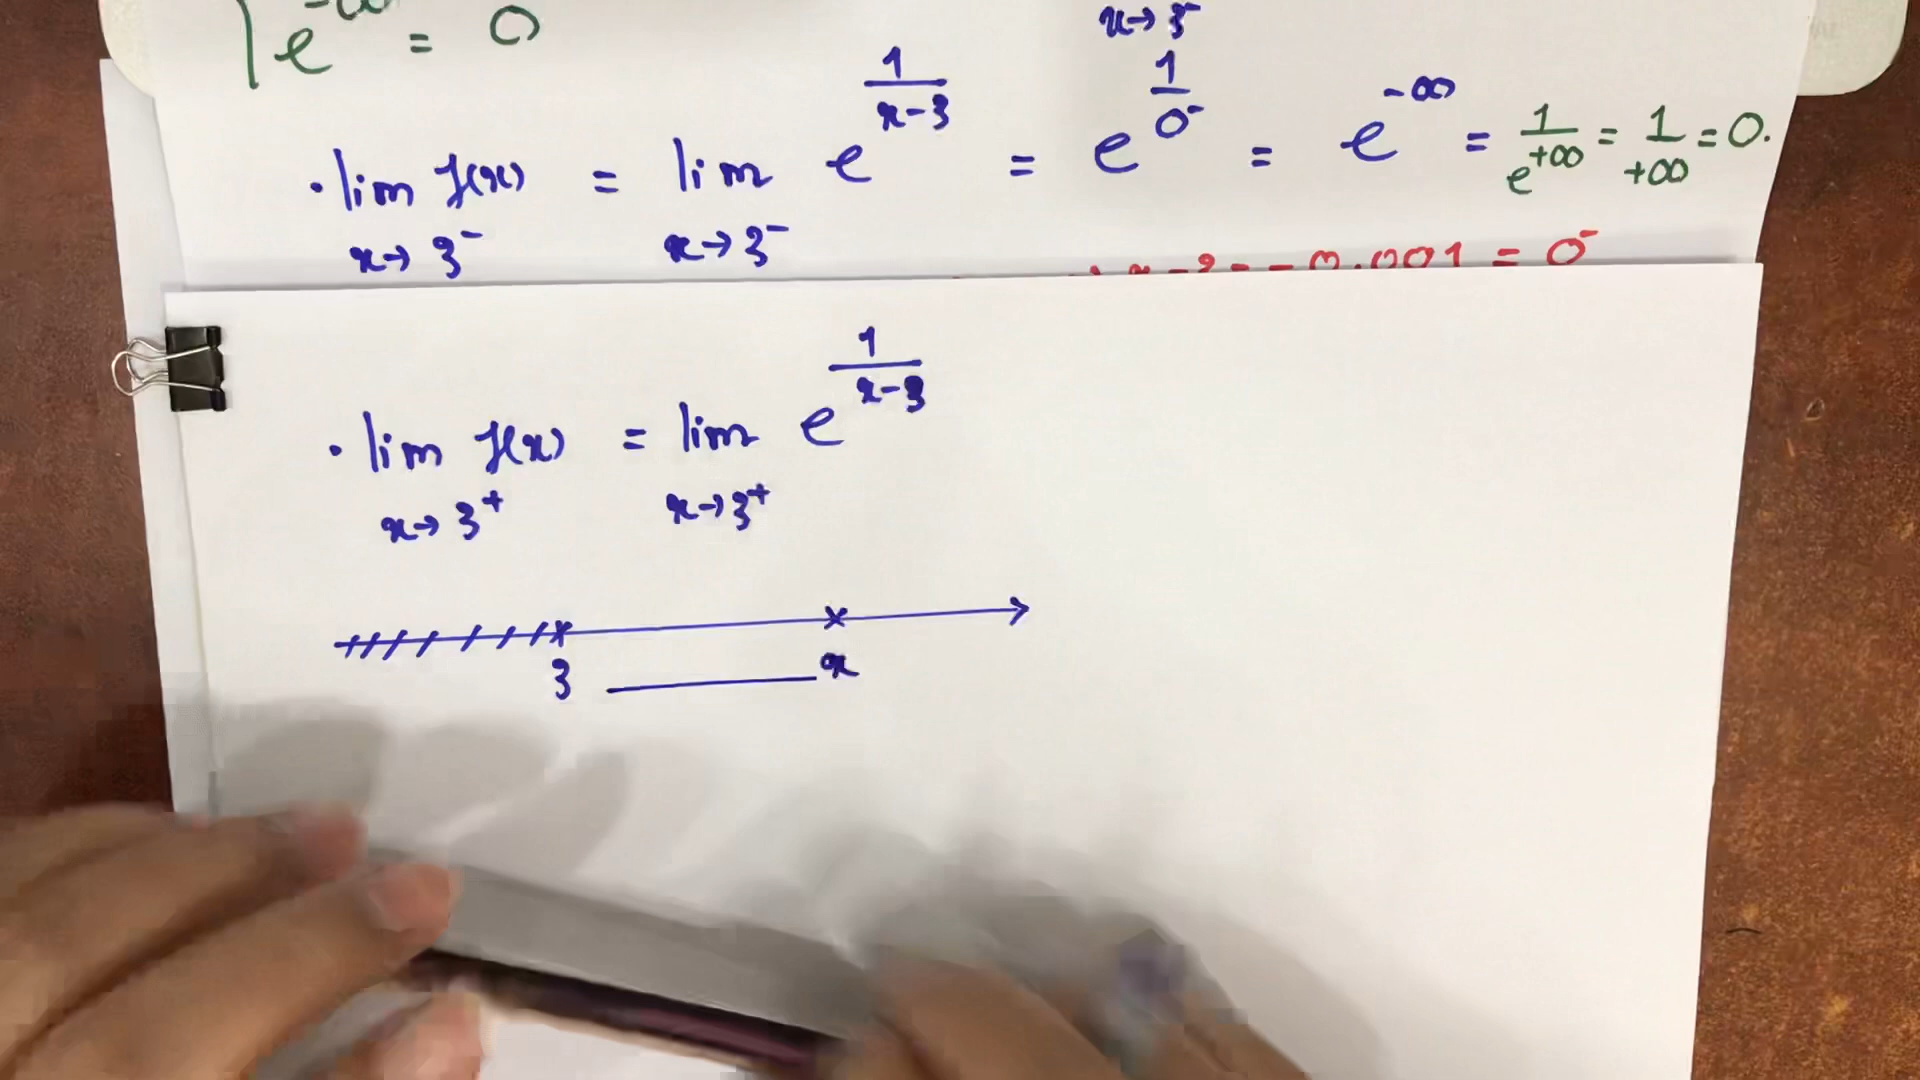 e^{-∞} = 0
x→3⁻
· lim f(x) = lim e^{1/(x-3)} = e^{1/0⁻} = e^{-∞} = 1/e^{+∞} = 1/+∞ = 0.
x→3⁻ x→3⁻
-0.001 = 0⁻
· lim f(x) = lim e^{1/(x-3)}
x→3⁺ x→3⁺
3 x